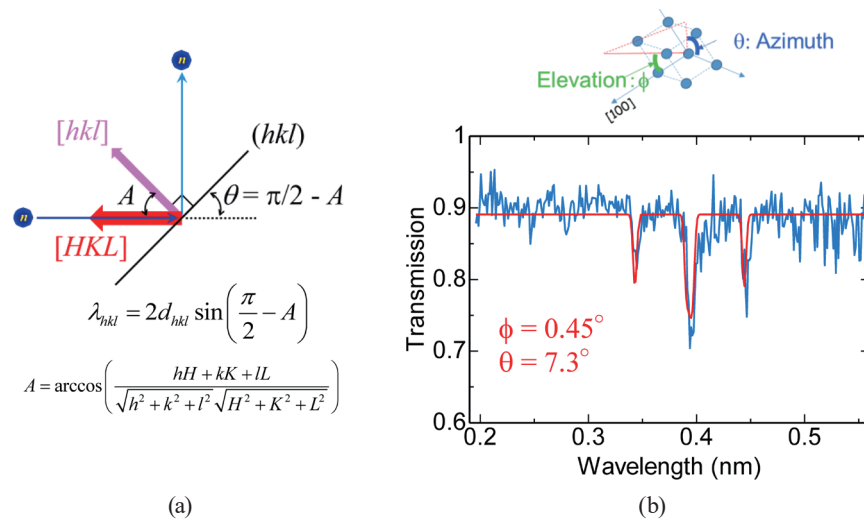 n
[hkl]
(hkl)
A
θ = π/2 - A
n
[HKL]
λhkl = 2dhkl sin(π/2 − A)
A = arccos((hH + kK + lL)/(√h² + k² + l² √H² + K² + L²))
(a)
θ: Azimuth
Elevation: ϕ
[100]
1
0.9
0.8
0.7
0.6
Transmission
ϕ = 0.45°
θ = 7.3°
0.2 0.3 0.4 0.5
Wavelength (nm)
(b)